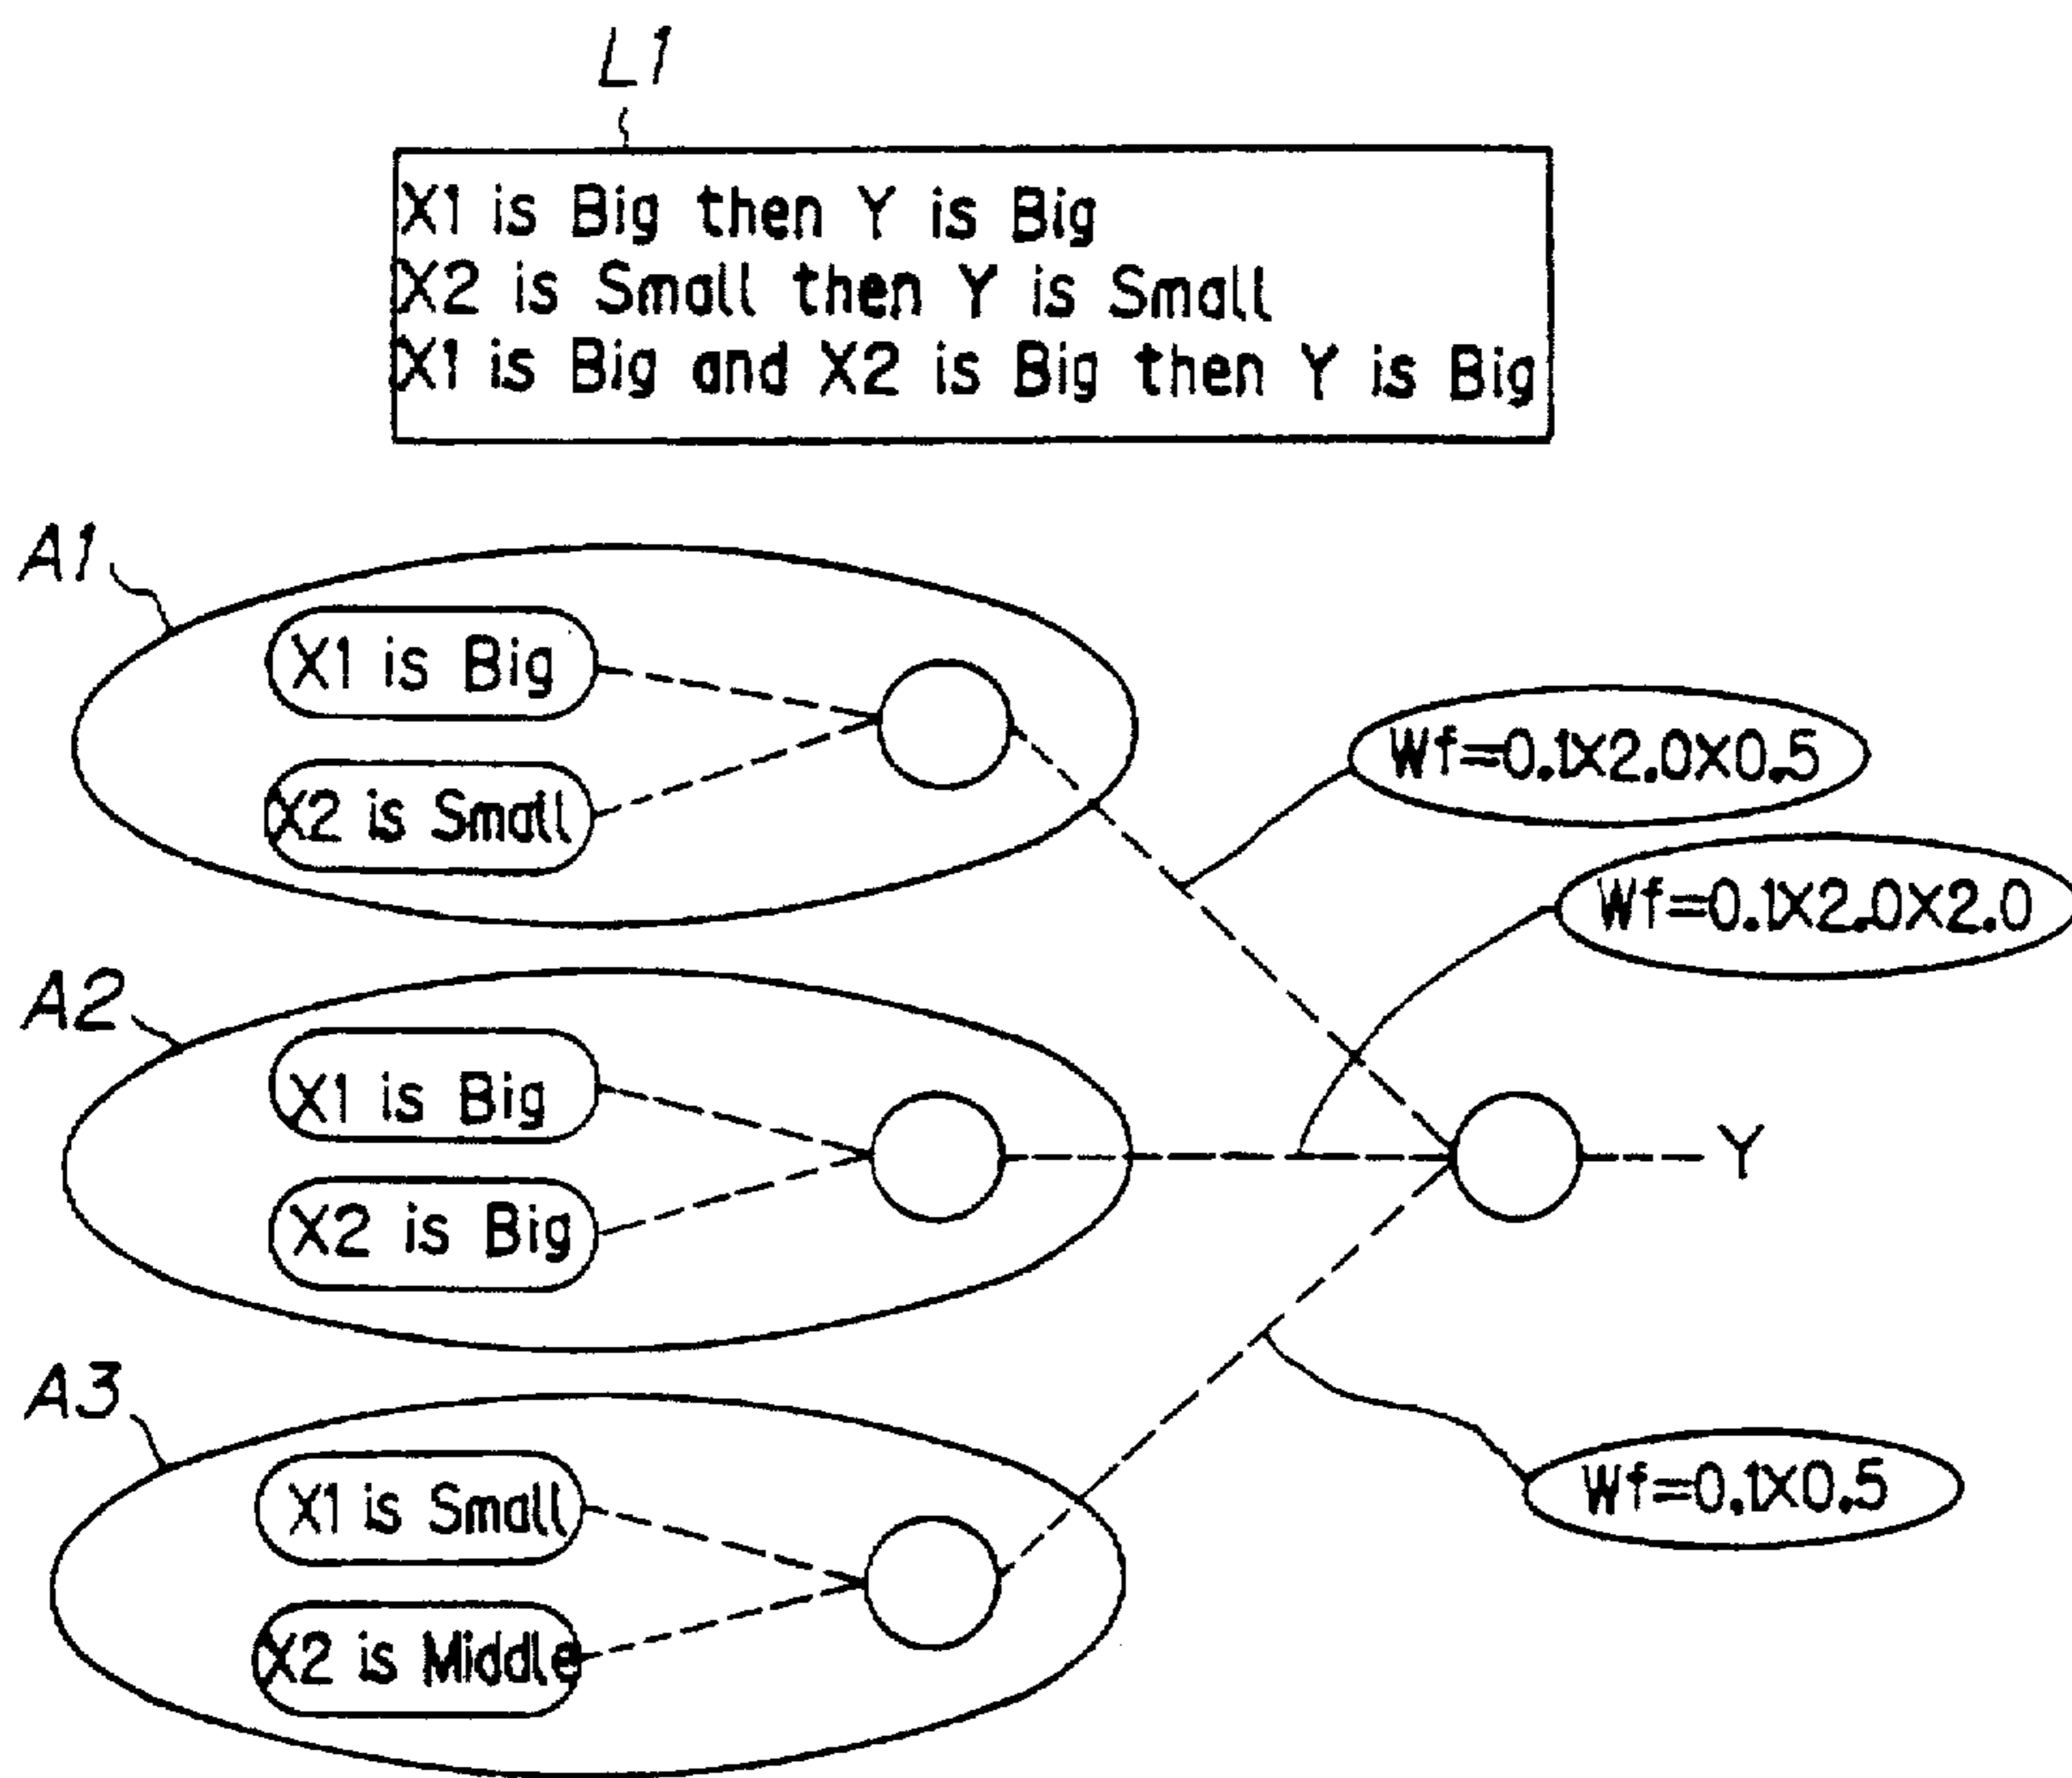 L1
X1 is Big then Y is Big
X2 is Small then Y is Small
X1 is Big and X2 is Big then Y is Big
A1
X1 is Big
X2 is Small
Wf=0.1X2.0X0.5
Wf=0.1X2.0X2.0
A2
X1 is Big
X2 is Big
Y
A3
X1 is Small
X2 is Middle
Wf=0.1X0.5